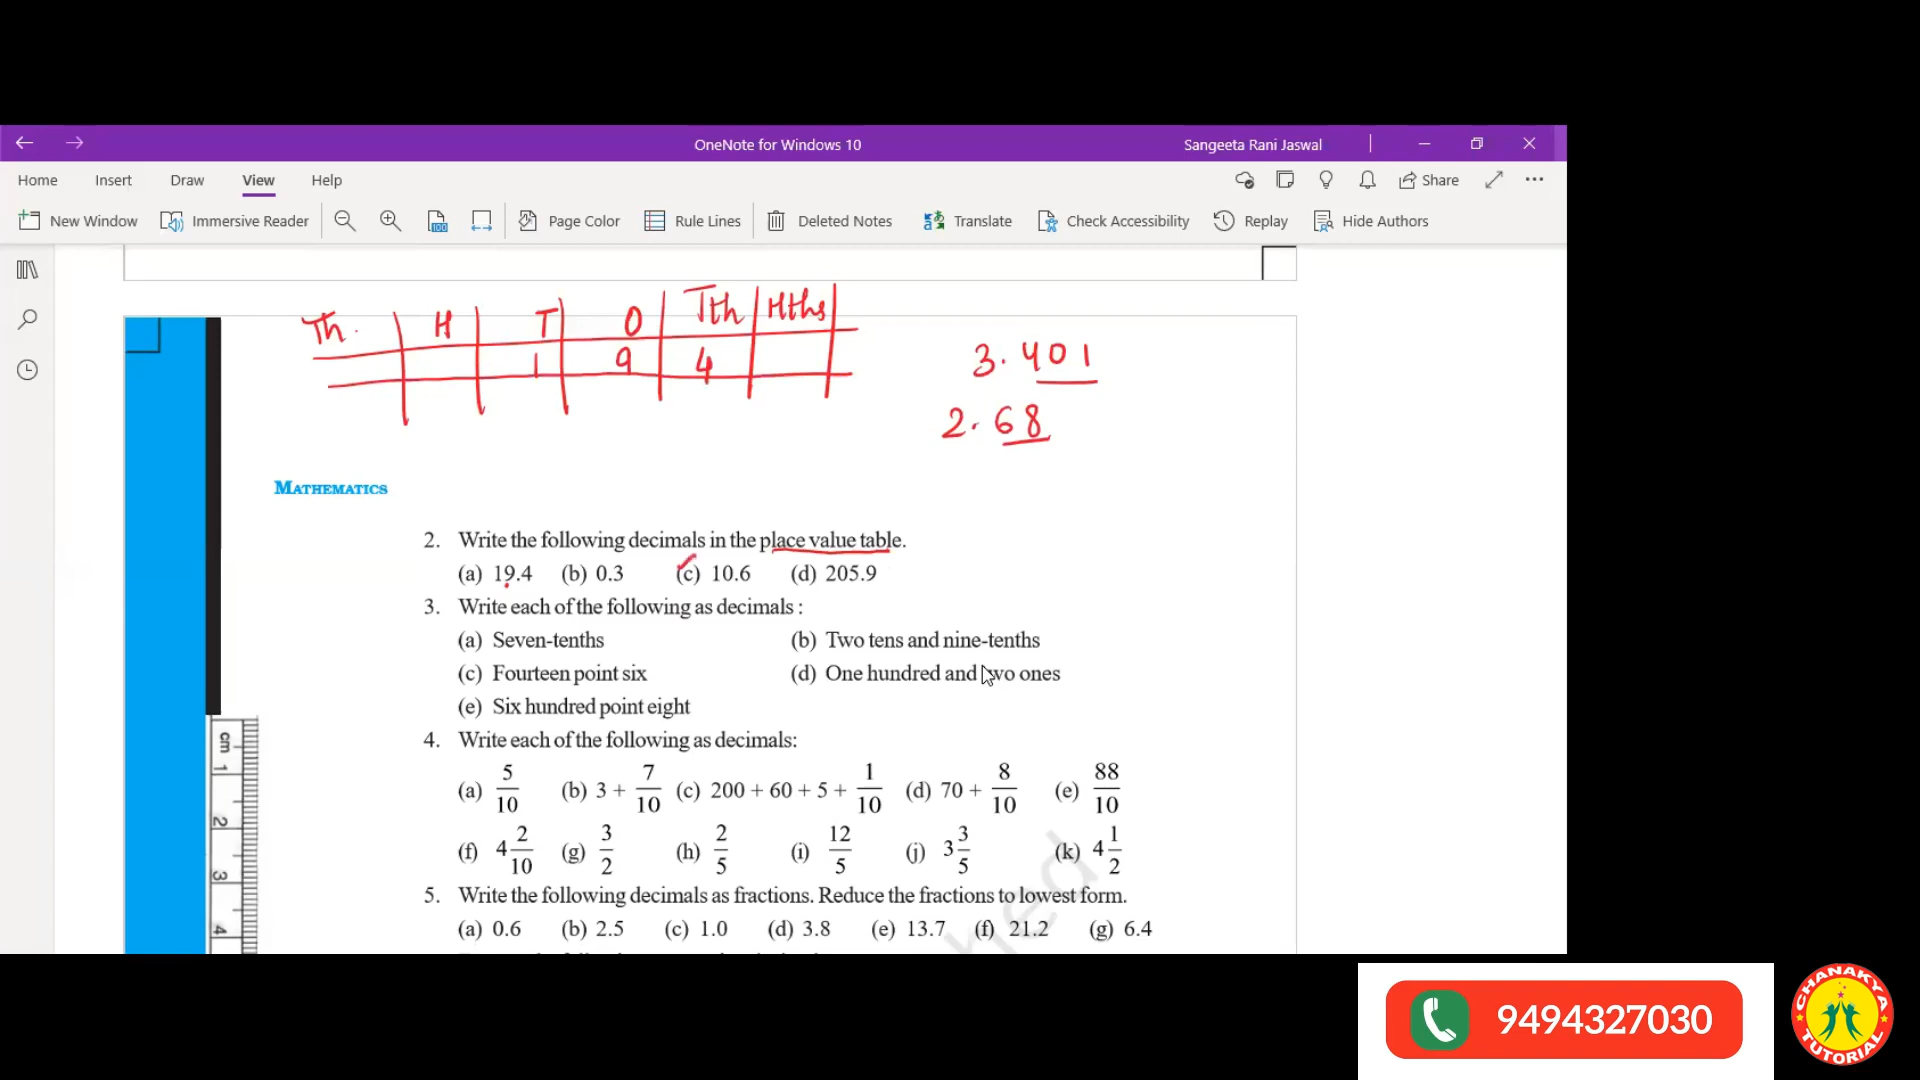 OneNote for Windows 10
Sangeeta Rani Jaswal
Home Insert Draw View Help Share
New Window Immersive Reader 100 Page Color Rule Lines Deleted Notes Translate Check Accessibility Replay Hide Authors
Th. H T O Tth Hths
1 9 4
3.401
2.68
MATHEMATICS
2. Write the following decimals in the place value table.
(a) 19.4 (b) 0.3 (c) 10.6 (d) 205.9
3. Write each of the following as decimals :
(a) Seven-tenths (b) Two tens and nine-tenths
(c) Fourteen point six (d) One hundred and two ones
(e) Six hundred point eight
4. Write each of the following as decimals:
(a) 5/10 (b) 3 + 7/10 (c) 200 + 60 + 5 + 1/10 (d) 70 + 8/10 (e) 88/10
(f) 4 2/10 (g) 3/2 (h) 2/5 (i) 12/5 (j) 3 3/5 (k) 4 1/2
5. Write the following decimals as fractions. Reduce the fractions to lowest form.
(a) 0.6 (b) 2.5 (c) 1.0 (d) 3.8 (e) 13.7 (f) 21.2 (g) 6.4
cm 1 2 3 4
hed
9494327030
CHANAKYA TUTORIAL